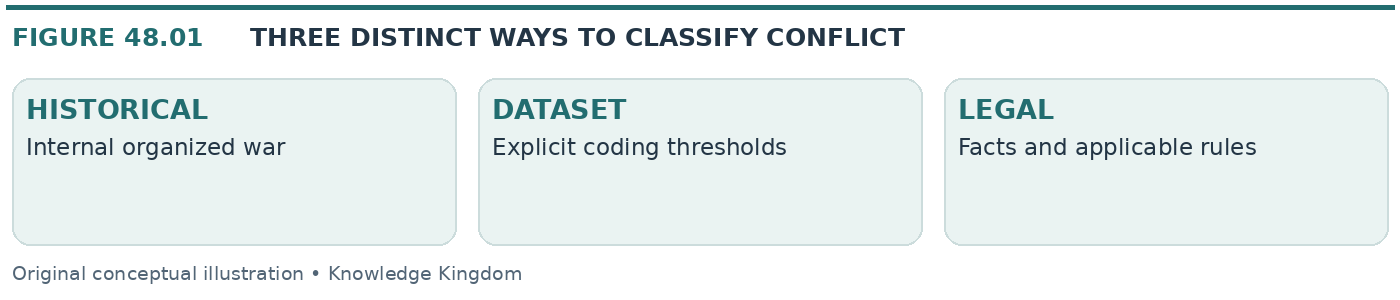 FIGURE 48.01 THREE DISTINCT WAYS TO CLASSIFY CONFLICT
HISTORICAL
Internal organized war
DATASET
Explicit coding thresholds
LEGAL
Facts and applicable rules
Original conceptual illustration • Knowledge Kingdom